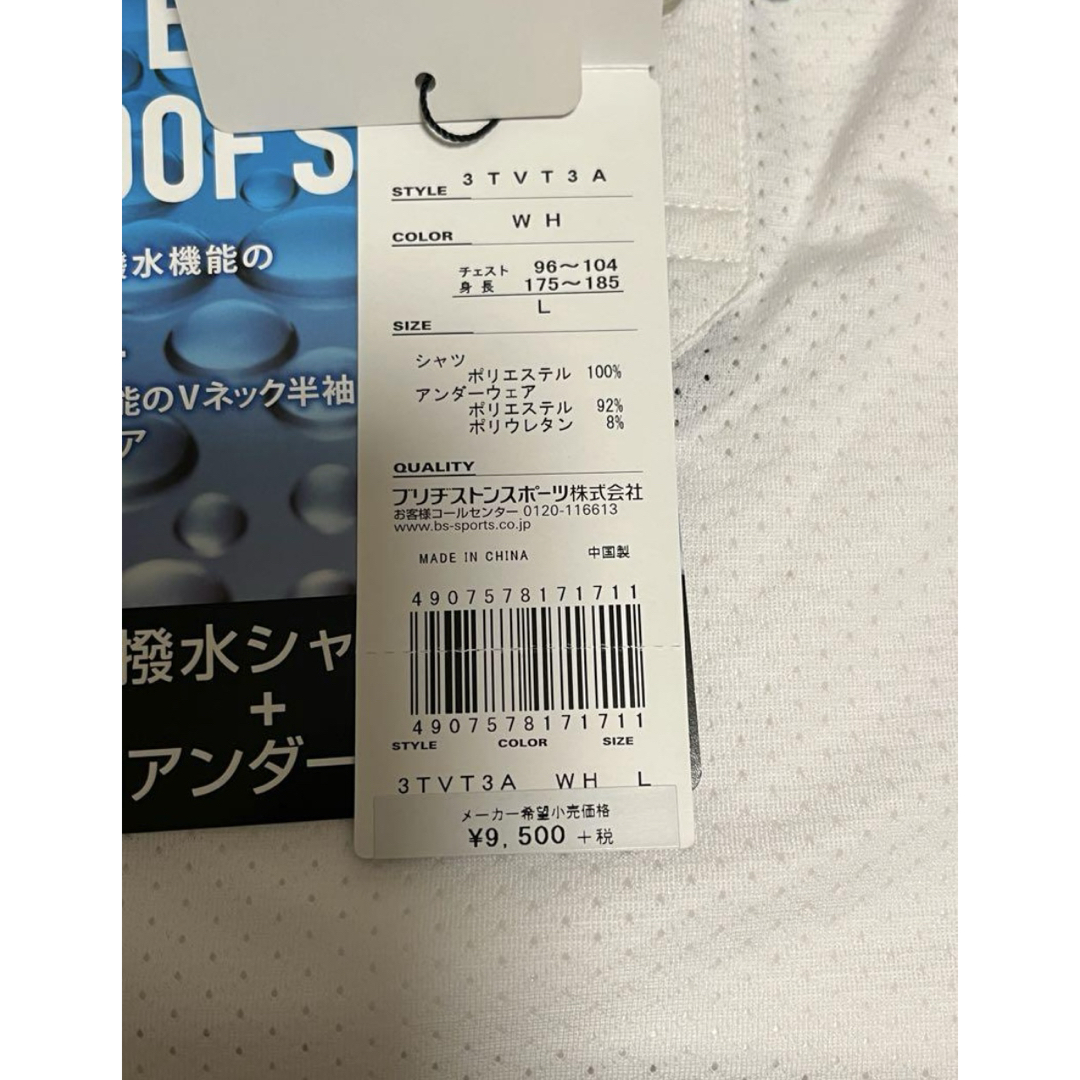 OOFS
水機能の
能のVネック半袖
ア
撥水シャ
+
アンダー
STYLE 3TVT3A
COLOR WH
チェスト 96〜104
身長 175〜185
L
SIZE
シャツ
ポリエステル 100%
アンダーウェア
ポリエステル 92%
ポリウレタン 8%
QUALITY
ブリヂストンスポーツ株式会社
お客様コールセンター 0120-116613
www.bs-sports.co.jp
MADE IN CHINA 中国製
4907578171711
4907578171711
STYLE COLOR SIZE
3TVT3A WH L
メーカー希望小売価格
¥9,500 +税